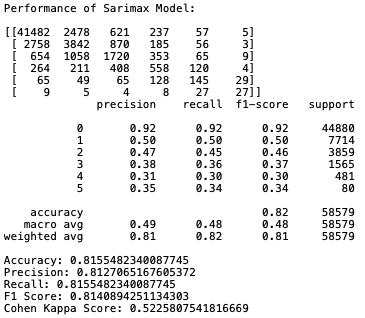 Performance of Sarimax Model:
[[41482 2478 621 237 57 5]
[ 2758 3842 870 185 56 3]
[ 654 1058 1720 353 65 9]
[ 264 211 408 558 120 4]
[ 65 49 65 128 145 29]
[ 9 5 4 8 27 27]]
precision recall f1-score support
0 0.92 0.92 0.92 44880
1 0.50 0.50 0.50 7714
2 0.47 0.45 0.46 3859
3 0.38 0.36 0.37 1565
4 0.31 0.30 0.30 481
5 0.35 0.34 0.34 80
accuracy 0.82 58579
macro avg 0.49 0.48 0.48 58579
weighted avg 0.81 0.82 0.81 58579
Accuracy: 0.8155482340087745
Precision: 0.8127065167605372
Recall: 0.8155482340087745
F1 Score: 0.8140894251134303
Cohen Kappa Score: 0.5225807541816669